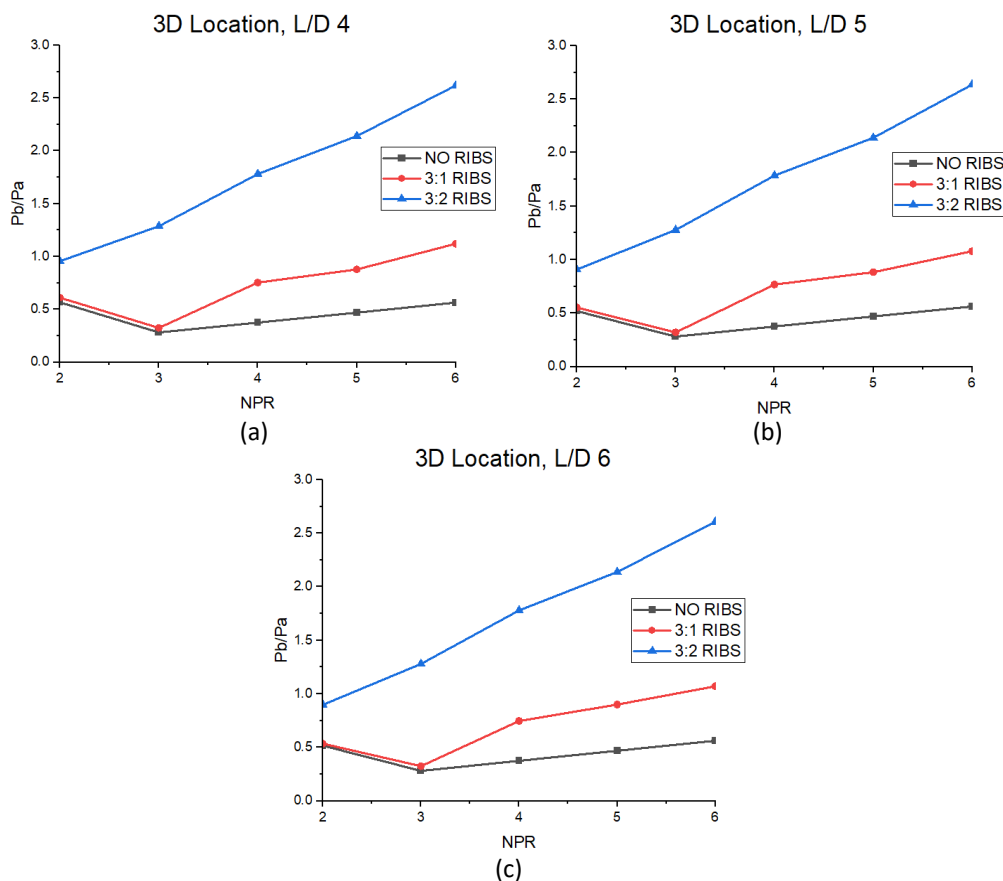 3D Location, L/D 4
3.0
2.5
2.0
1.5
1.0
0.5
0.0
Pb/Pa
NO RIBS
3:1 RIBS
3:2 RIBS
2 3 4 5 6
NPR
(a)
3D Location, L/D 5
3.0
2.5
2.0
1.5
1.0
0.5
0.0
Pb/Pa
NO RIBS
3:1 RIBS
3:2 RIBS
2 3 4 5 6
NPR
(b)
3D Location, L/D 6
3.0
2.5
2.0
1.5
1.0
0.5
0.0
Pb/Pa
NO RIBS
3:1 RIBS
3:2 RIBS
2 3 4 5 6
NPR
(c)